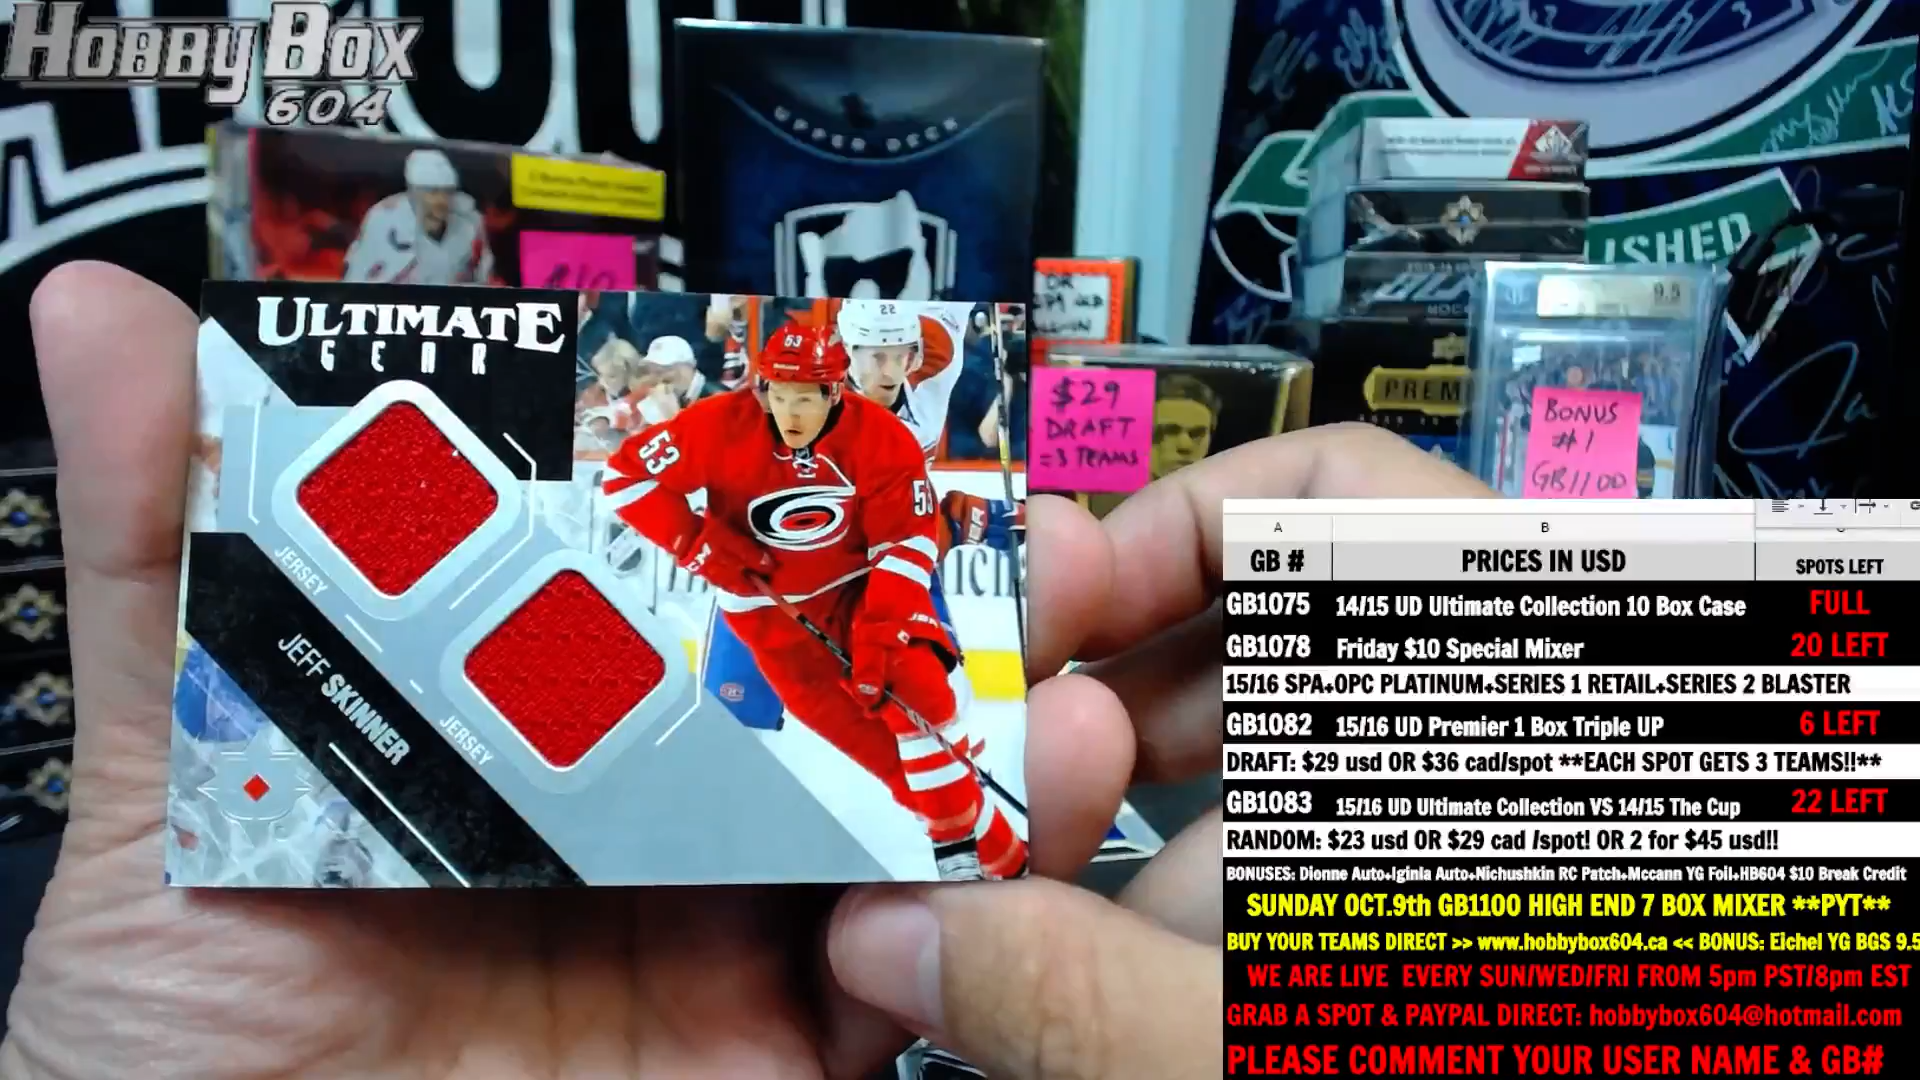 HOBBYBOX
604
UPPER DECK
9.5
ISHED
22
ULTIMATE
GEAR
53
53
$29
DRAFT
=3 TEAMS
BONUS
#1
GB1100
JERSEY
JERSEY
JEFF SKINNER
A B
GB # PRICES IN USD SPOTS LEFT
GB1075 14/15 UD Ultimate Collection 10 Box Case FULL
GB1078 Friday $10 Special Mixer 20 LEFT
15/16 SPA+OPC PLATINUM+SERIES 1 RETAIL+SERIES 2 BLASTER
GB1082 15/16 UD Premier 1 Box Triple UP 6 LEFT
DRAFT: $29 usd OR $36 cad/spot **EACH SPOT GETS 3 TEAMS!!**
GB1083 15/16 UD Ultimate Collection VS 14/15 The Cup 22 LEFT
RANDOM: $23 usd OR $29 cad /spot! OR 2 for $45 usd!!
BONUSES: Dionne Auto+Iginla Auto+Nichushkin RC Patch+Mccann YG Foil+HB604 $10 Break Credit
SUNDAY OCT.9th GB1100 HIGH END 7 BOX MIXER **PYT**
BUY YOUR TEAMS DIRECT >> www.hobbybox604.ca << BONUS: Eichel YG BGS 9.5
WE ARE LIVE EVERY SUN/WED/FRI FROM 5pm PST/8pm EST
GRAB A SPOT & PAYPAL DIRECT: hobbybox604@hotmail.com
PLEASE COMMENT YOUR USER NAME & GB#